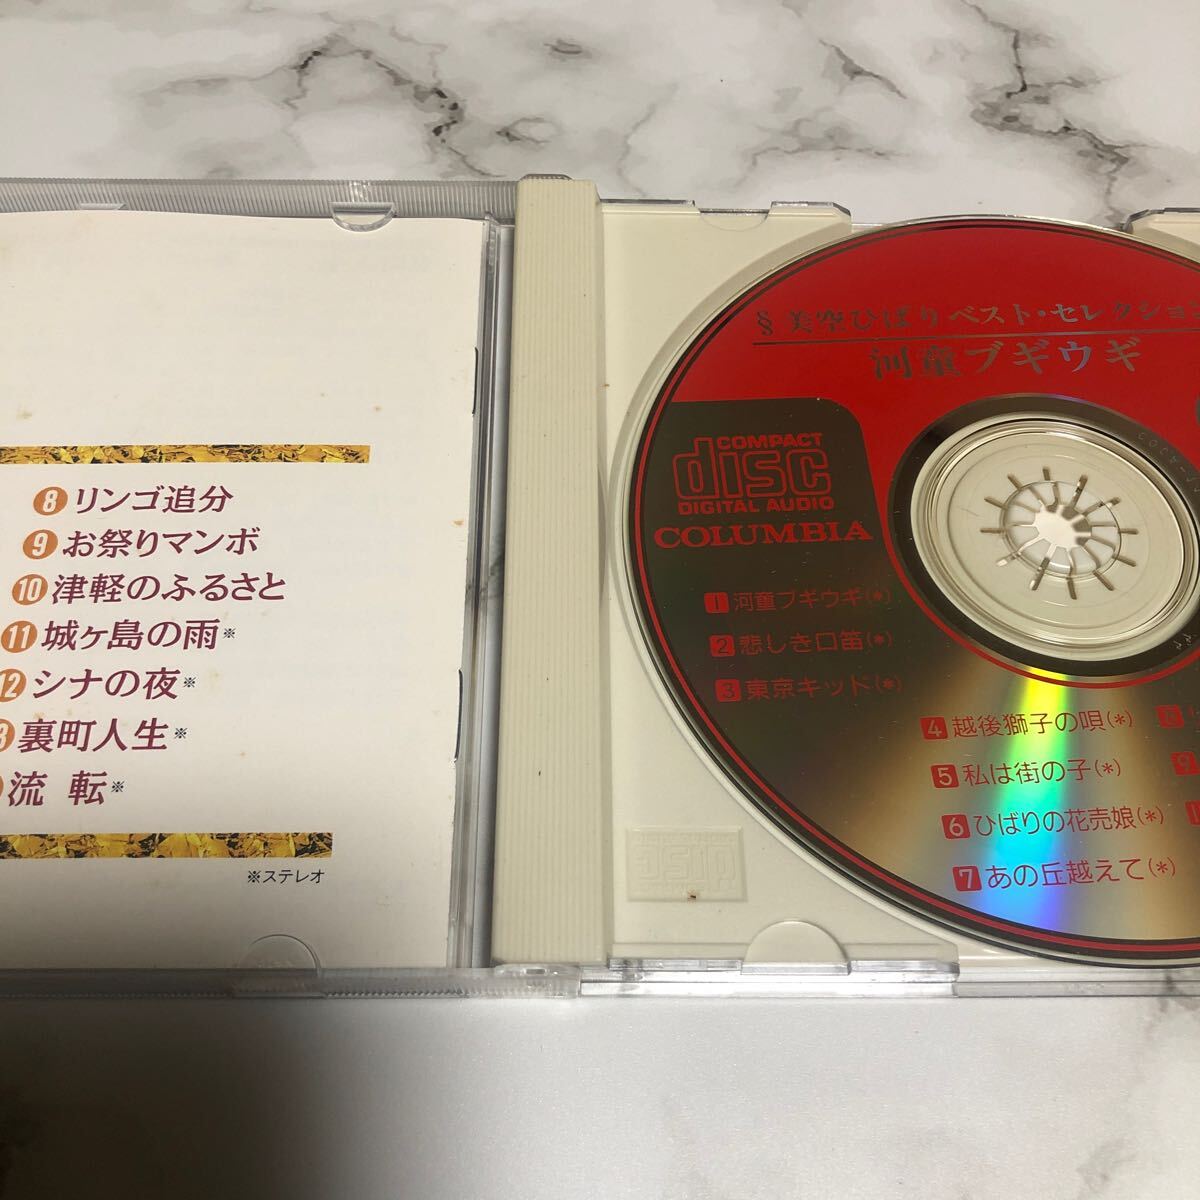 8 リンゴ追分
9 お祭りマンボ
10 津軽のふるさと
11 城ヶ島の雨※
12 シナの夜※
3 裏町人生※
流転※
※ステレオ
§美空ひばりベスト・セレクション
河童ブギウギ
COMPACT
disc
DIGITAL AUDIO
COLUMBIA
1 河童ブギウギ(*)
2 悲しき口笛(*)
3 東京キッド(*)
4 越後獅子の唄(*)
5 私は街の子(*)
6 ひばりの花売娘(*)
7 あの丘越えて(*)
8
9